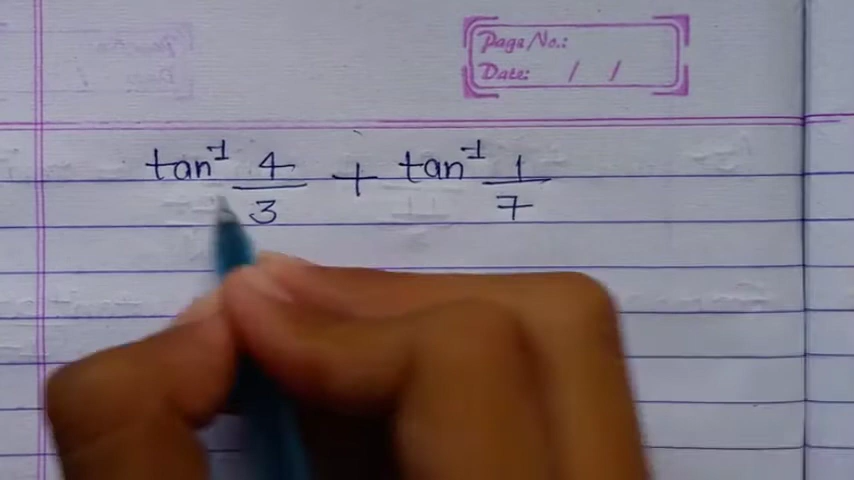 Page No.:
Date: / /
tan⁻¹ 4/3 + tan⁻¹ 1/7